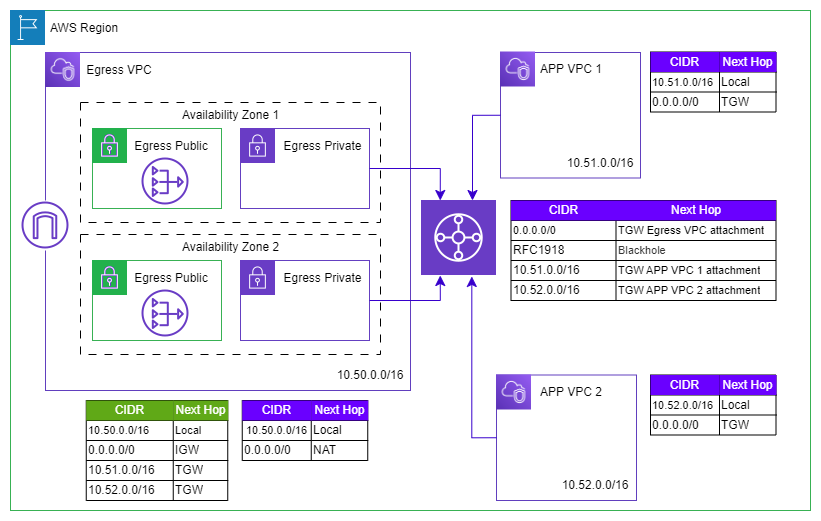 AWS Region
Egress VPC
Availability Zone 1
Egress Public
Egress Private
Availability Zone 2
Egress Public
Egress Private
10.50.0.0/16
APP VPC 1
10.51.0.0/16
CIDR Next Hop
10.51.0.0/16 Local
0.0.0.0/0 TGW
CIDR Next Hop
0.0.0.0/0 TGW Egress VPC attachment
RFC1918 Blackhole
10.51.0.0/16 TGW APP VPC 1 attachment
10.52.0.0/16 TGW APP VPC 2 attachment
APP VPC 2
10.52.0.0/16
CIDR Next Hop
10.52.0.0/16 Local
0.0.0.0/0 TGW
CIDR Next Hop
10.50.0.0/16 Local
0.0.0.0/0 IGW
10.51.0.0/16 TGW
10.52.0.0/16 TGW
CIDR Next Hop
10.50.0.0/16 Local
0.0.0.0/0 NAT